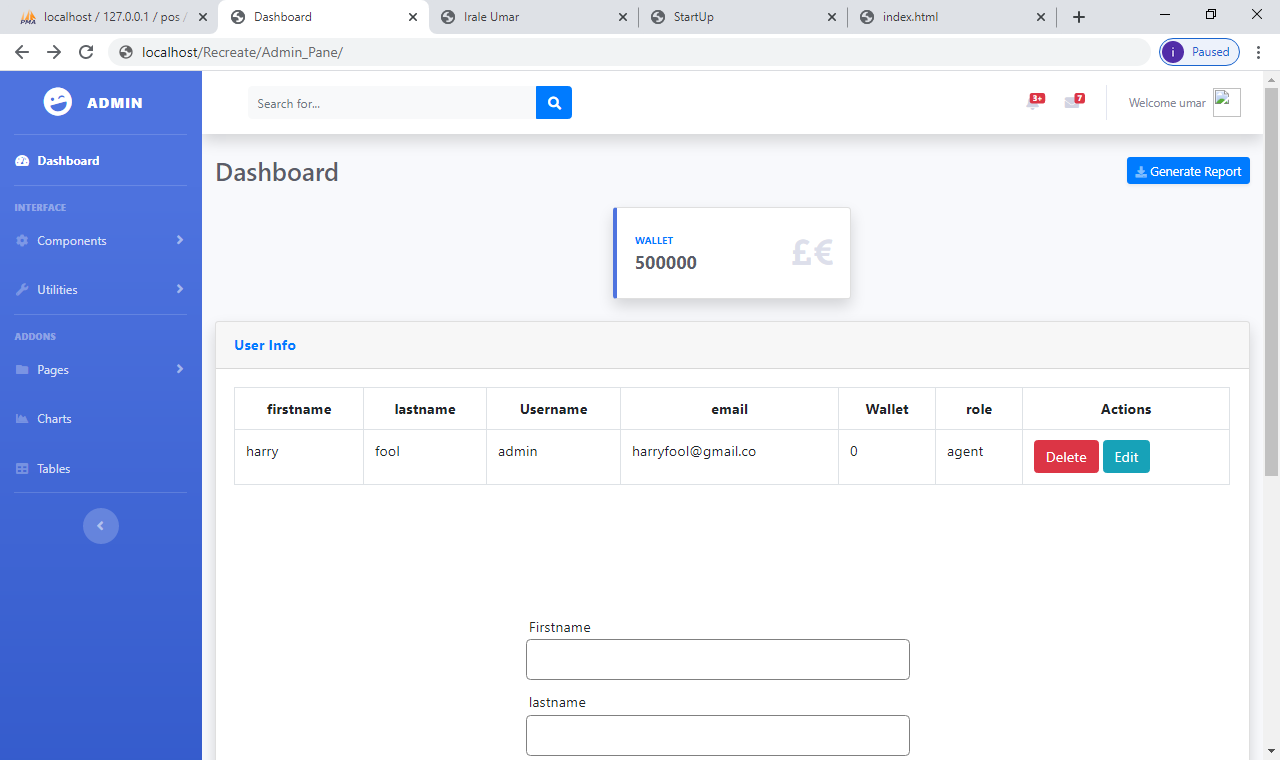 localhost / 127.0.0.1 / pos /
Dashboard
Irale Umar
StartUp
index.html
localhost/Recreate/Admin_Pane/
i Paused
ADMIN
Search for...
3+
7
Welcome umar
Dashboard
Dashboard
Generate Report
INTERFACE
Components
Utilities
WALLET
500000
£€
ADDONS
Pages
Charts
Tables
User Info
firstname lastname Username email Wallet role Actions
harry fool admin harryfool@gmail.co 0 agent Delete Edit
Firstname
lastname